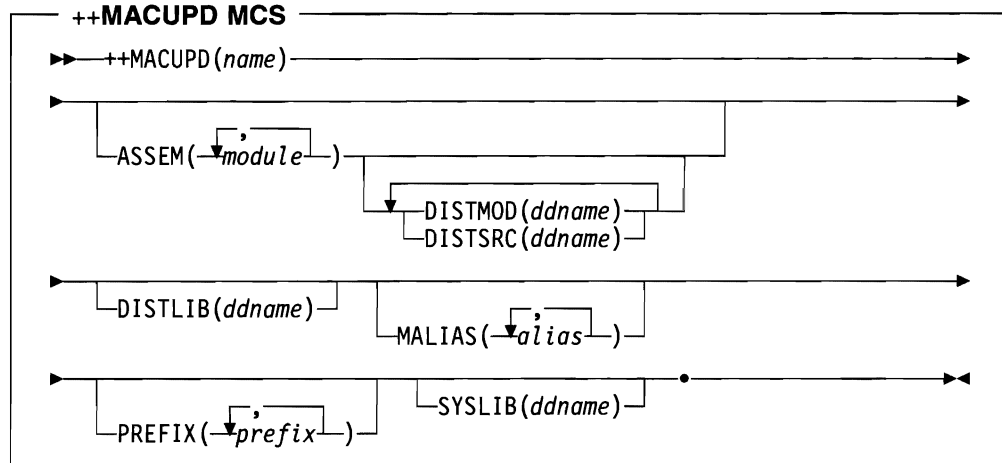 ++MACUPD MCS
++MACUPD(name)
,
ASSEM( module )
DISTMOD(ddname)
DISTSRC(ddname)
DISTLIB(ddname)
,
MALIAS( alias )
,
PREFIX( prefix )
SYSLIB(ddname)
.